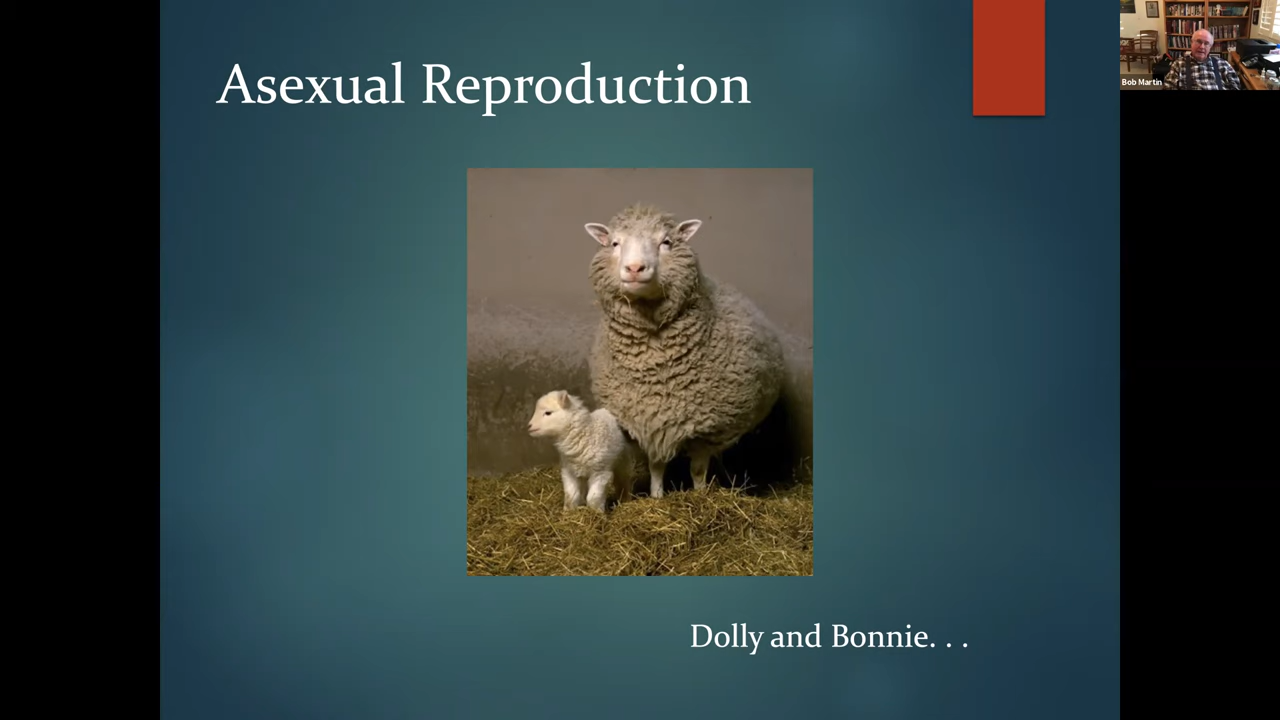 Asexual Reproduction
Bob Martin
Dolly and Bonnie. . .